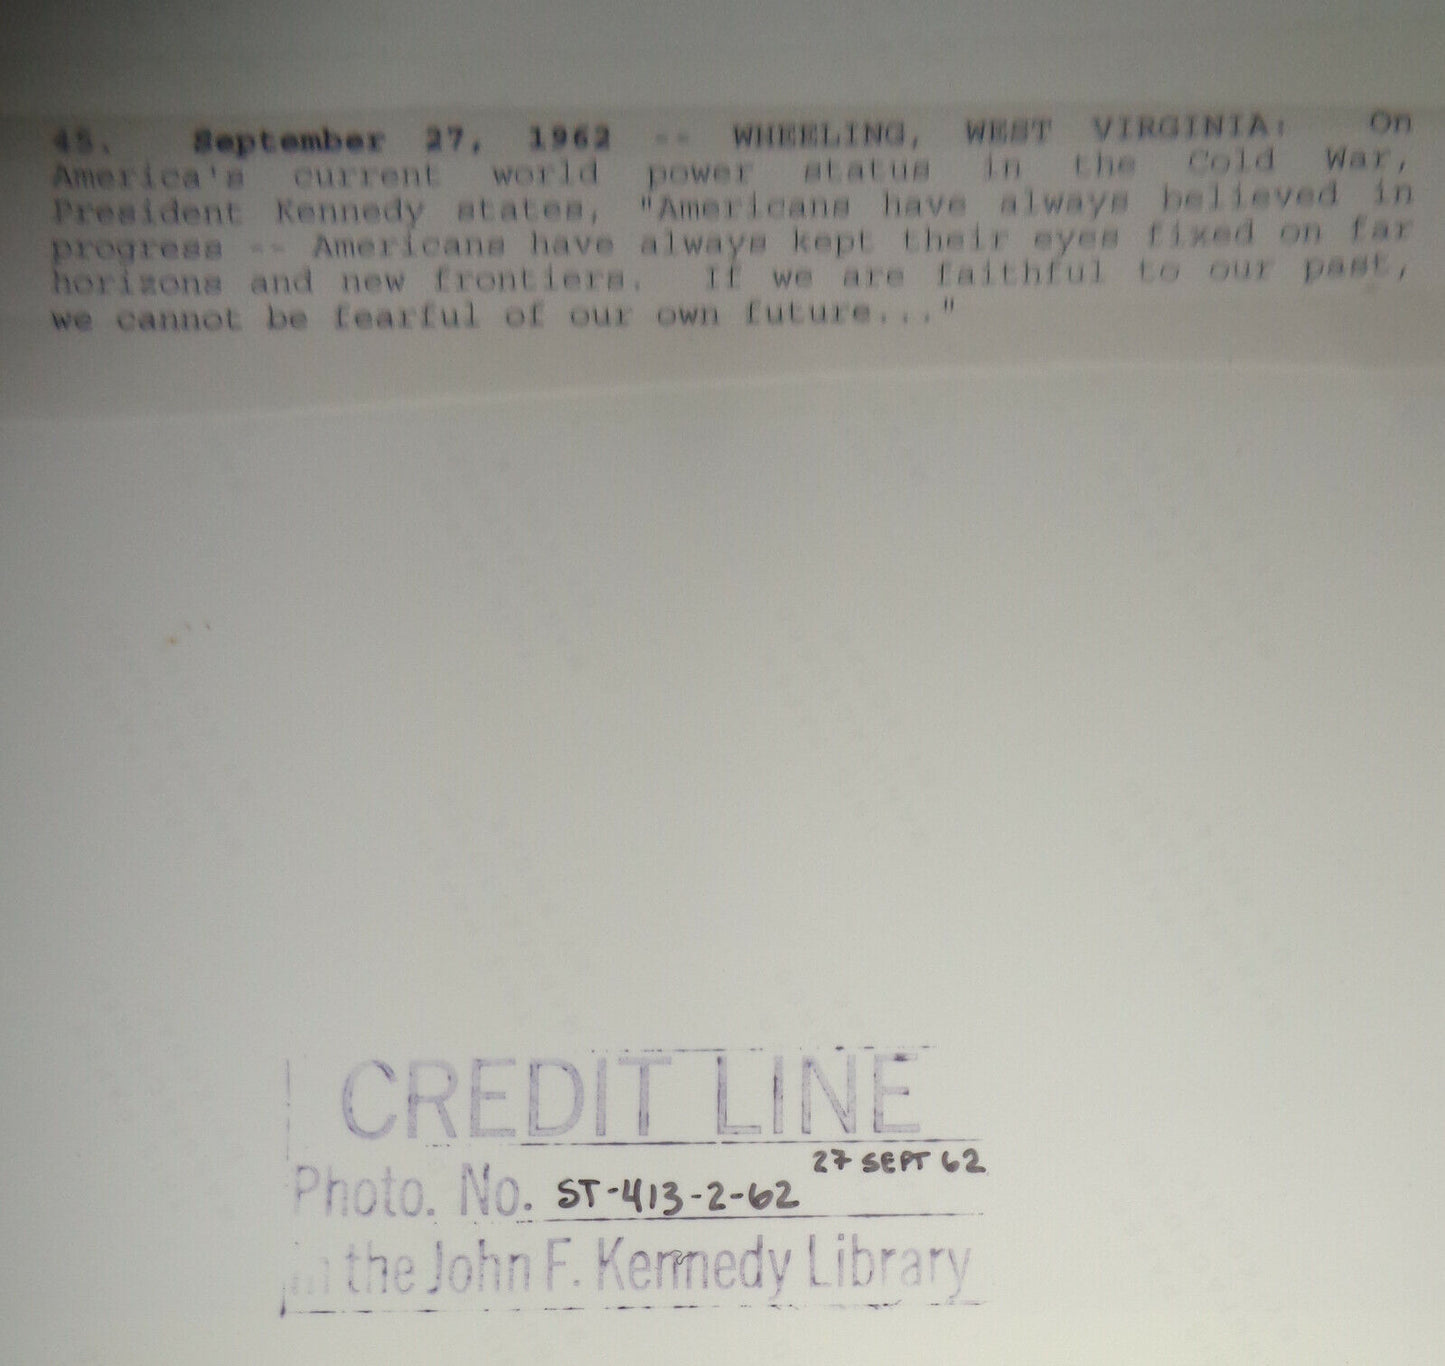 45. September 27, 1962 -- WHEELING, WEST VIRGINIA: On
America's current world power status in the Cold War,
President Kennedy states, "Americans have always believed in
progress -- Americans have always kept their eyes fixed on far
horizons and new frontiers. If we are faithful to our past,
we cannot be fearful of our own future..."
CREDIT LINE
27 SEPT 62
Photo. No. ST-413-2-62
in the John F. Kennedy Library